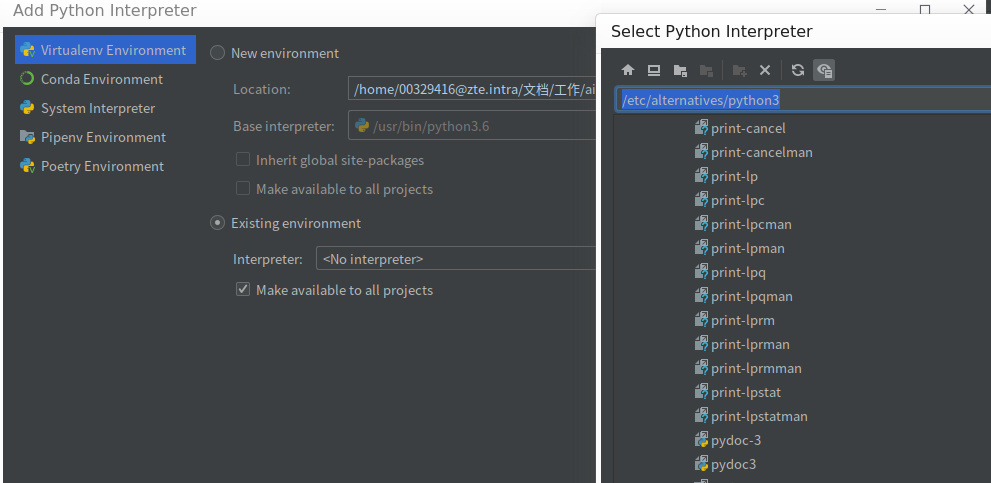 Add Python Interpreter
Virtualenv Environment
Conda Environment
System Interpreter
Pipenv Environment
Poetry Environment
New environment
Location: /home/00329416@zte.intra/文档/工作/ai
Base interpreter: /usr/bin/python3.6
Inherit global site-packages
Make available to all projects
Existing environment
Interpreter: <No interpreter>
Make available to all projects
Select Python Interpreter
/etc/alternatives/python3
print-cancel
print-cancelman
print-lp
print-lpc
print-lpcman
print-lpman
print-lpq
print-lpqman
print-lprm
print-lprman
print-lprmman
print-lpstat
print-lpstatman
pydoc-3
pydoc3